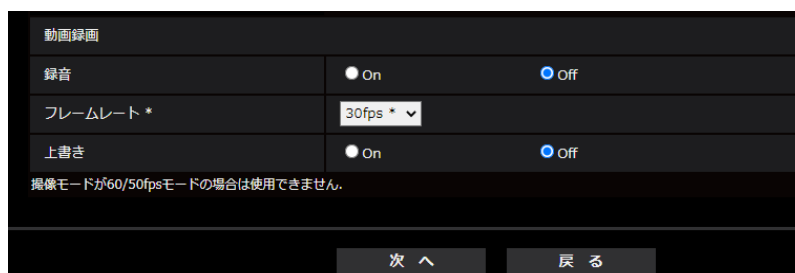 動画録画
録音 On Off
フレームレート * 30fps *
上書き On Off
撮像モードが60/50fpsモードの場合は使用できません.
次 へ 戻 る